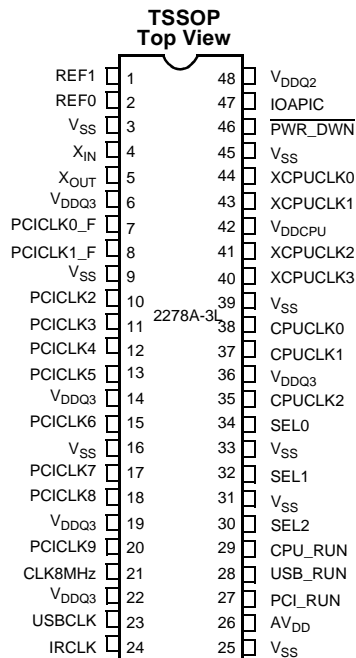 TSSOP
Top View
REF1 1 48 VDDQ2
REF0 2 47 IOAPIC
VSS 3 46 PWR_DWN
XIN 4 45 VSS
XOUT 5 44 XCPUCLK0
VDDQ3 6 43 XCPUCLK1
PCICLK0_F 7 42 VDDCPU
PCICLK1_F 8 41 XCPUCLK2
VSS 9 40 XCPUCLK3
PCICLK2 10 39 VSS
2278A-3L
PCICLK3 11 38 CPUCLK0
PCICLK4 12 37 CPUCLK1
PCICLK5 13 36 VDDQ3
VDDQ3 14 35 CPUCLK2
PCICLK6 15 34 SEL0
VSS 16 33 VSS
PCICLK7 17 32 SEL1
PCICLK8 18 31 VSS
VDDQ3 19 30 SEL2
PCICLK9 20 29 CPU_RUN
CLK8MHz 21 28 USB_RUN
VDDQ3 22 27 PCI_RUN
USBCLK 23 26 AVDD
IRCLK 24 25 VSS